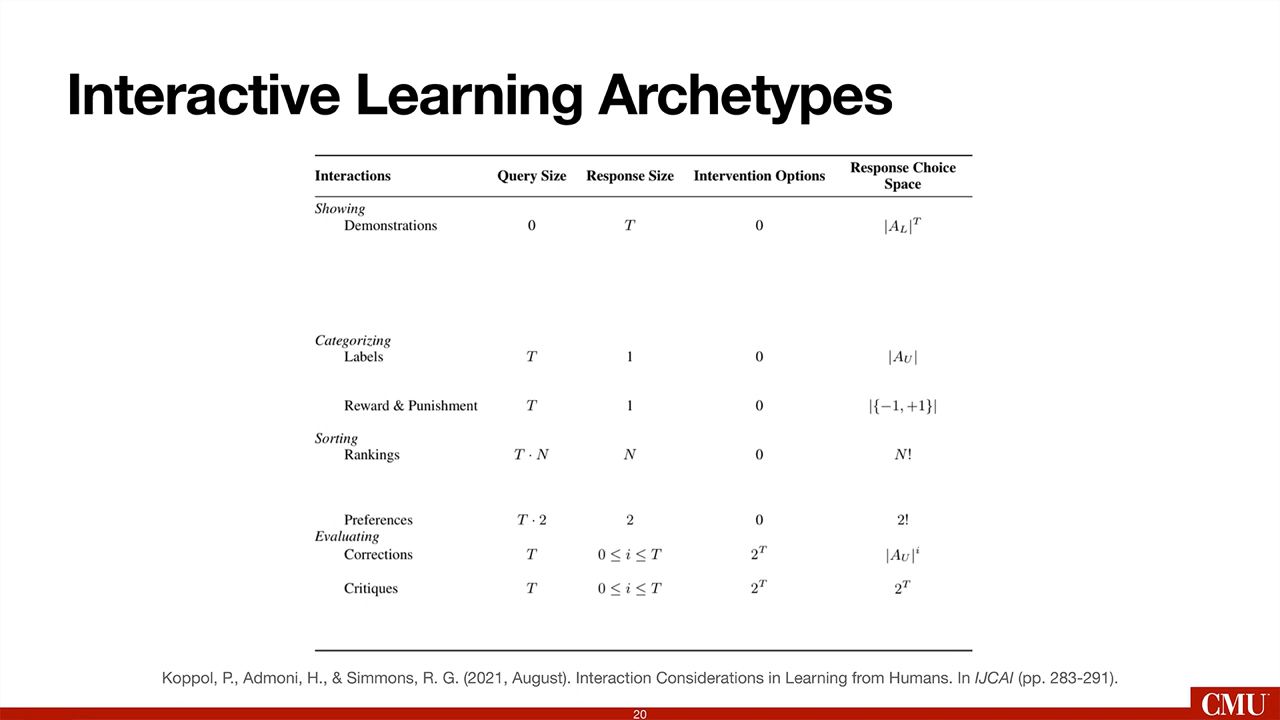 Interactive Learning Archetypes
Interactions Query Size Response Size Intervention Options Response Choice Space
Showing
Demonstrations 0 T 0 |A_L|^T
Categorizing
Labels T 1 0 |A_U|
Reward & Punishment T 1 0 |{−1, +1}|
Sorting
Rankings T · N N 0 N!
Preferences T · 2 2 0 2!
Evaluating
Corrections T 0 ≤ i ≤ T 2^T |A_U|^i
Critiques T 0 ≤ i ≤ T 2^T 2^T
Koppol, P., Admoni, H., & Simmons, R. G. (2021, August). Interaction Considerations in Learning from Humans. In IJCAI (pp. 283-291).
20
CMU